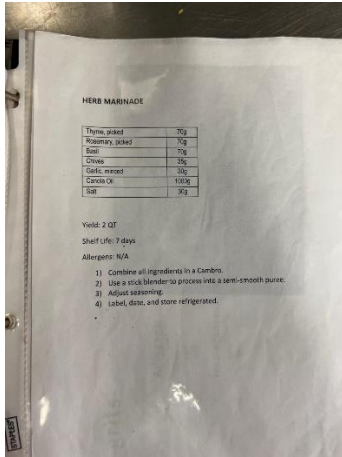 HERB MARINADE
Thyme, picked 70g
Rosemary, picked 70g
Basil 70g
Chives 35g
Garlic, minced 30g
Canola Oil 1000g
Salt 30g
Yield: 2 QT
Shelf Life: 7 days
Allergens: N/A
1) Combine all ingredients in a Cambro.
2) Use a stick blender to process into a semi-smooth puree.
3) Adjust seasoning.
4) Label, date, and store refrigerated.
STAPLES